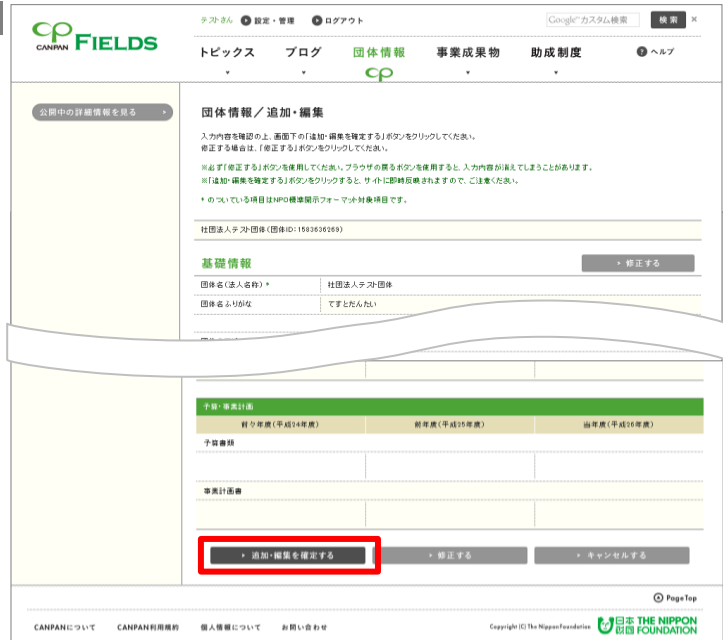 CANPAN FIELDS
テストさん 設定・管理 ログアウト
Google カスタム検索 検索 ×
トピックス ブログ 団体情報 事業成果物 助成制度 ヘルプ
公開中の詳細情報を見る
団体情報／追加・編集
入力内容を確認の上、画面下の「追加・編集を確定する」ボタンをクリックしてください。
修正する場合は、「修正する」ボタンをクリックしてください。
※必ず「修正する」ボタンを使用してください。ブラウザの戻るボタンを使用すると、入力内容が消えてしまうことがあります。
※「追加・編集を確定する」ボタンをクリックすると、サイトに即時反映されますので、ご注意ください。
* のついている項目はNPO標準開示フォーマット対象項目です。
社団法人テスト団体(団体ID:1583636269)
基礎情報
修正する
団体名(法人名称) *
社団法人テスト団体
団体名ふりがな
てすとだんたい
予算・事業計画
前々年度(平成24年度) 前年度(平成25年度) 当年度(平成26年度)
予算書類
事業計画書
追加・編集を確定する 修正する キャンセルする
PageTop
CANPANについて CANPAN利用規約 個人情報について お問い合わせ
Copyright (C) The Nippon Foundation
日本財団 THE NIPPON FOUNDATION